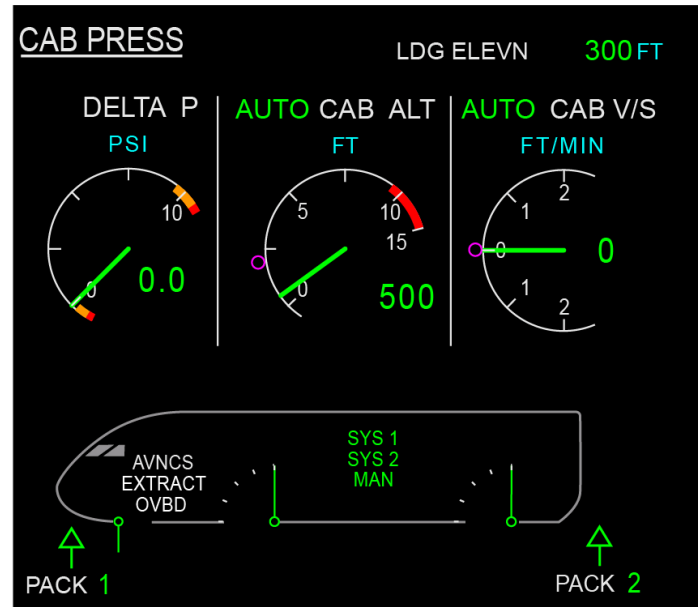 CAB PRESS
LDG ELEVN 300 FT
DELTA P
PSI
10
0
0.0
AUTO CAB ALT
FT
5
10
15
0
500
AUTO CAB V/S
FT/MIN
2
1
0
0
1
2
SYS 1
SYS 2
MAN
AVNCS
EXTRACT
OVBD
PACK 1
PACK 2